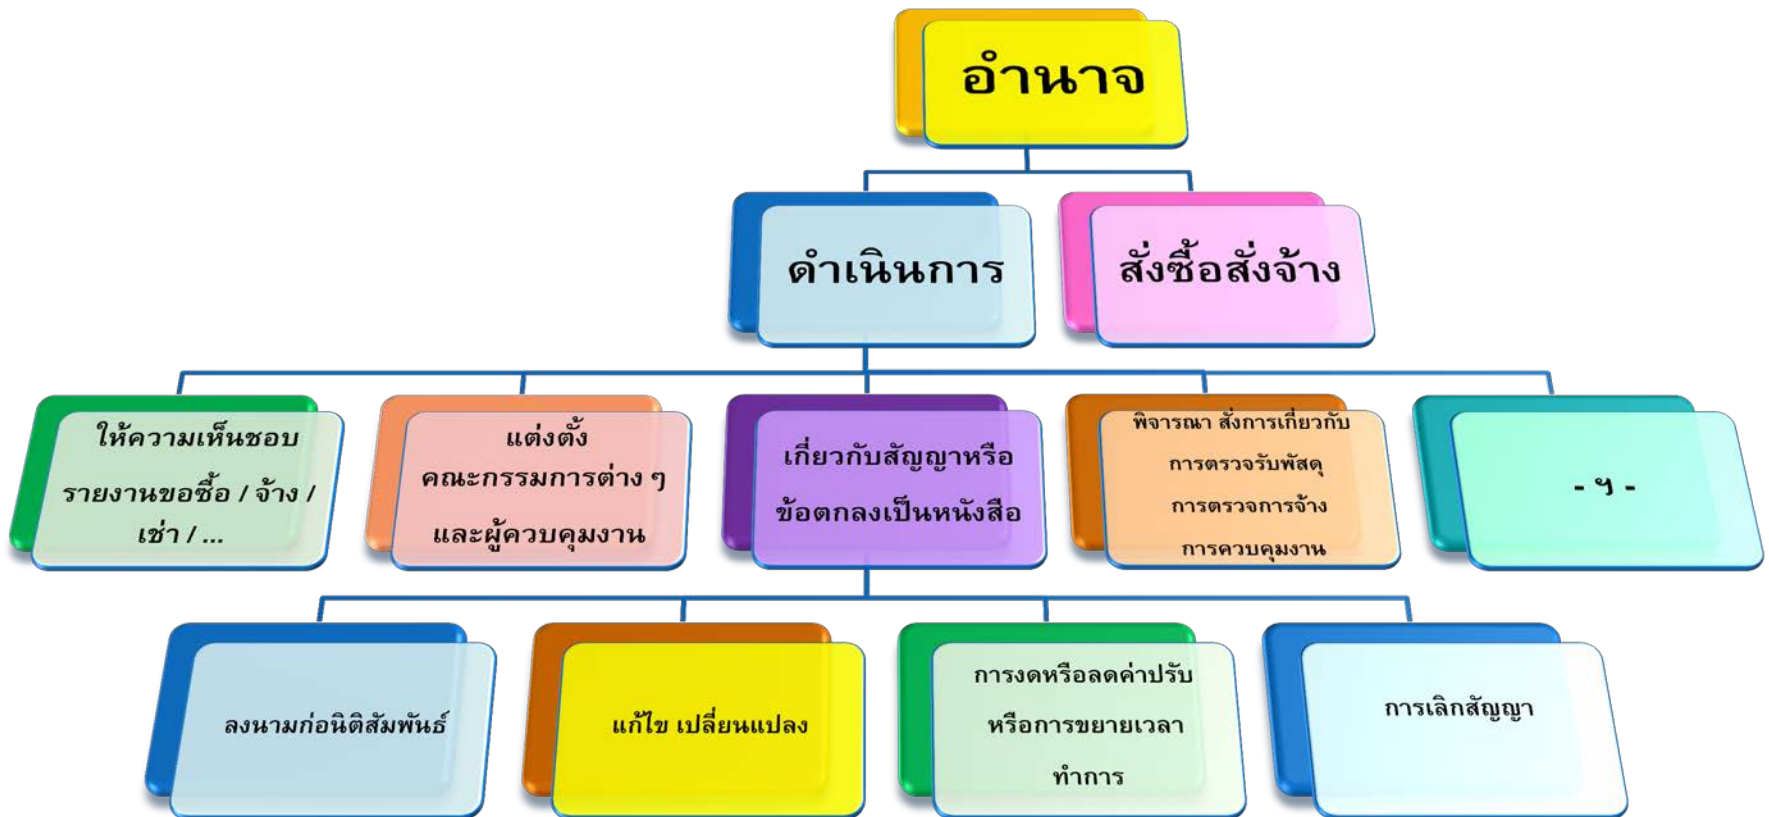 อำนาจ
ดำเนินการ
สั่งซื้อสั่งจ้าง
ให้ความเห็นชอบ
รายงานขอซื้อ / จ้าง /
เช่า / ...
แต่งตั้ง
คณะกรรมการต่าง ๆ
และผู้ควบคุมงาน
เกี่ยวกับสัญญาหรือ
ข้อตกลงเป็นหนังสือ
พิจารณา สั่งการเกี่ยวกับ
การตรวจรับพัสดุ
การตรวจการจ้าง
การควบคุมงาน
- ฯ -
ลงนามก่อนิติสัมพันธ์
แก้ไข เปลี่ยนแปลง
การงดหรือลดค่าปรับ
หรือการขยายเวลา
ทำการ
การเลิกสัญญา